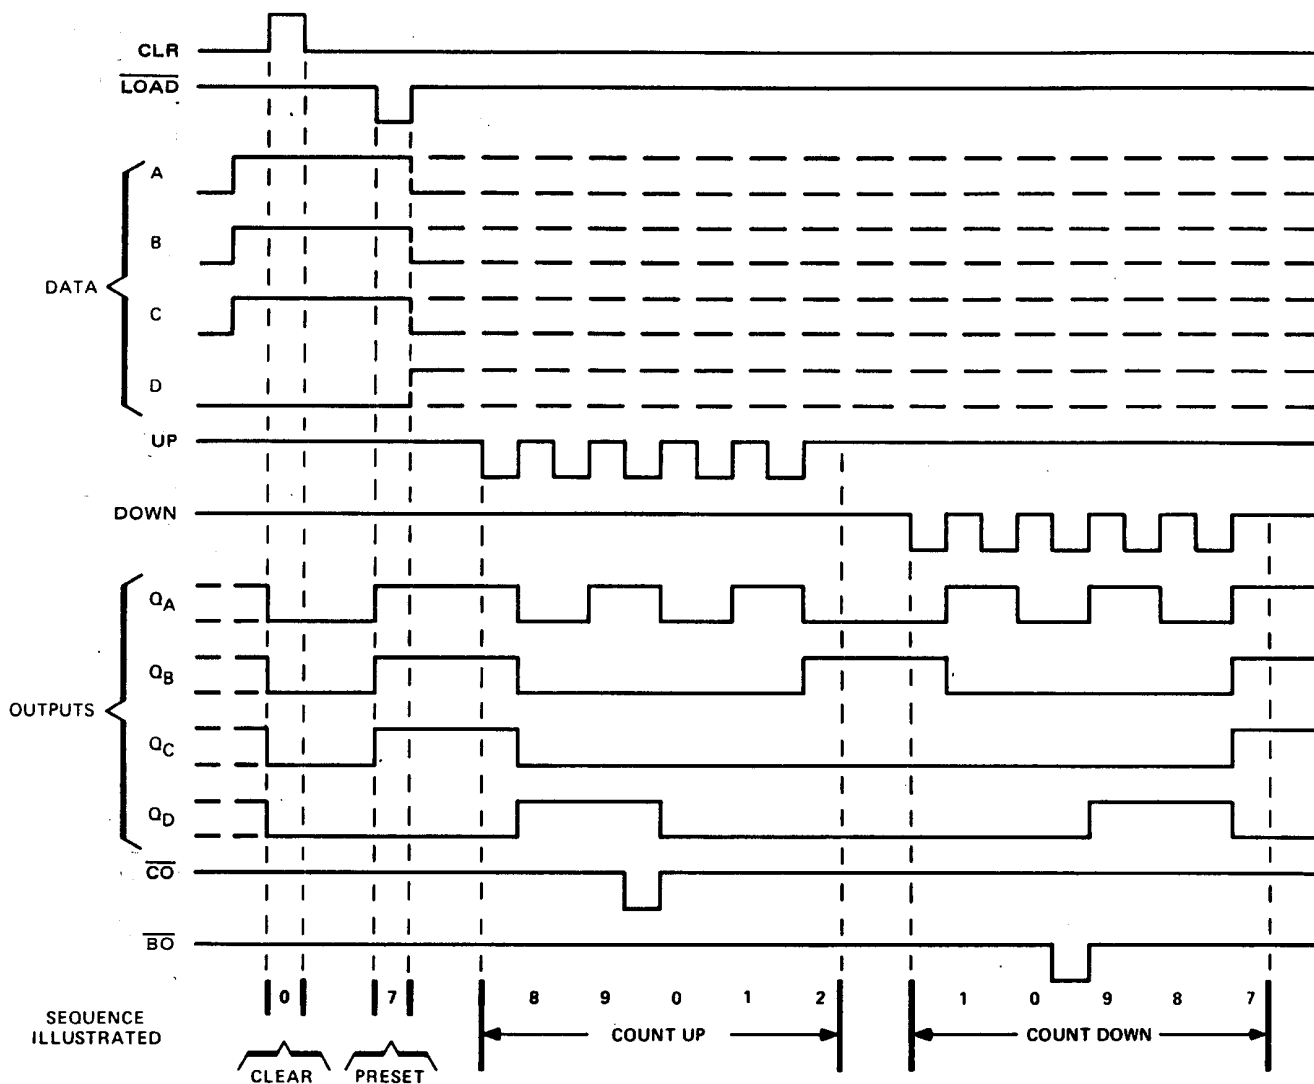 CLR
LOAD
A
B
DATA
C
D
UP
DOWN
QA
QB
OUTPUTS
QC
QD
CO
BO
SEQUENCE
ILLUSTRATED
0 7 8 9 0 1 2 1 0 9 8 7
COUNT UP COUNT DOWN
CLEAR PRESET